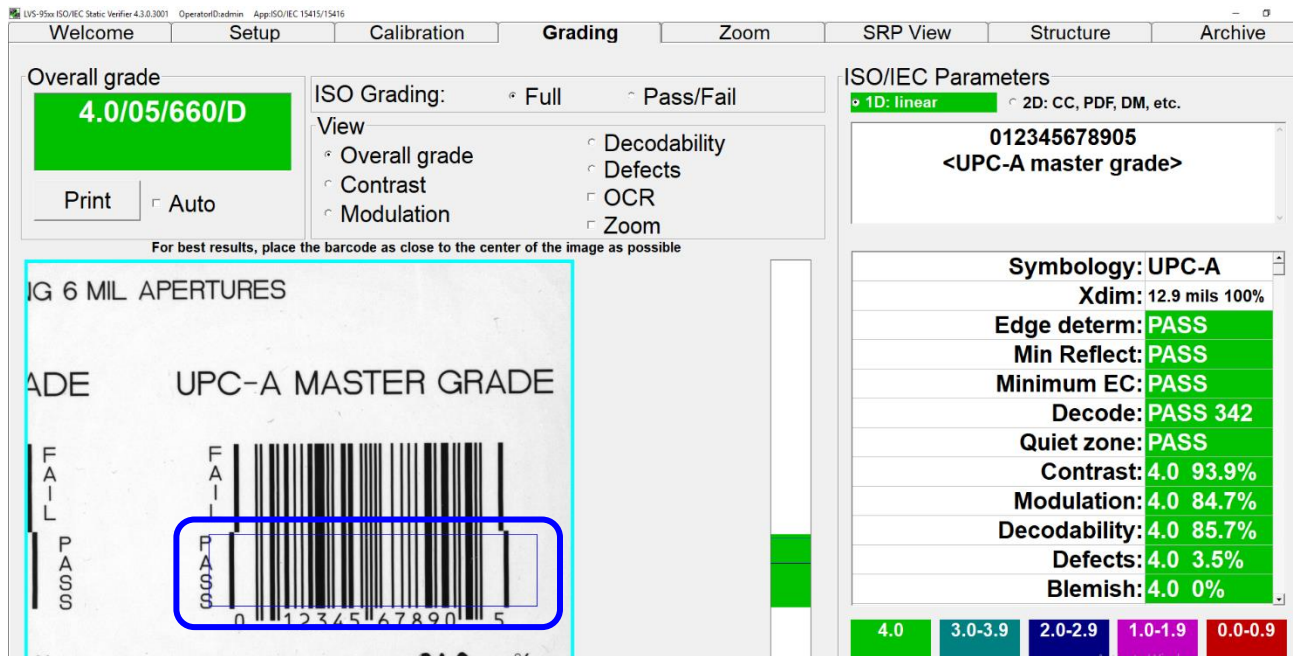 LVS-95xx ISO/IEC Static Verifier 4.3.0.3001 OperatorID:admin App:ISO/IEC 15415/15416
Welcome Setup Calibration Grading Zoom SRP View Structure Archive
Overall grade
4.0/05/660/D
Print Auto
ISO Grading: Full Pass/Fail
View
Overall grade
Contrast
Modulation
Decodability
Defects
OCR
Zoom
For best results, place the barcode as close to the center of the image as possible
IG 6 MIL APERTURES
ADE UPC-A MASTER GRADE
FAIL FAIL
PASS PASS
0 12345 67890 5
ISO/IEC Parameters
1D: linear 2D: CC, PDF, DM, etc.
012345678905
<UPC-A master grade>
Symbology: UPC-A
Xdim: 12.9 mils 100%
Edge determ: PASS
Min Reflect: PASS
Minimum EC: PASS
Decode: PASS 342
Quiet zone: PASS
Contrast: 4.0 93.9%
Modulation: 4.0 84.7%
Decodability: 4.0 85.7%
Defects: 4.0 3.5%
Blemish: 4.0 0%
4.0 3.0-3.9 2.0-2.9 1.0-1.9 0.0-0.9